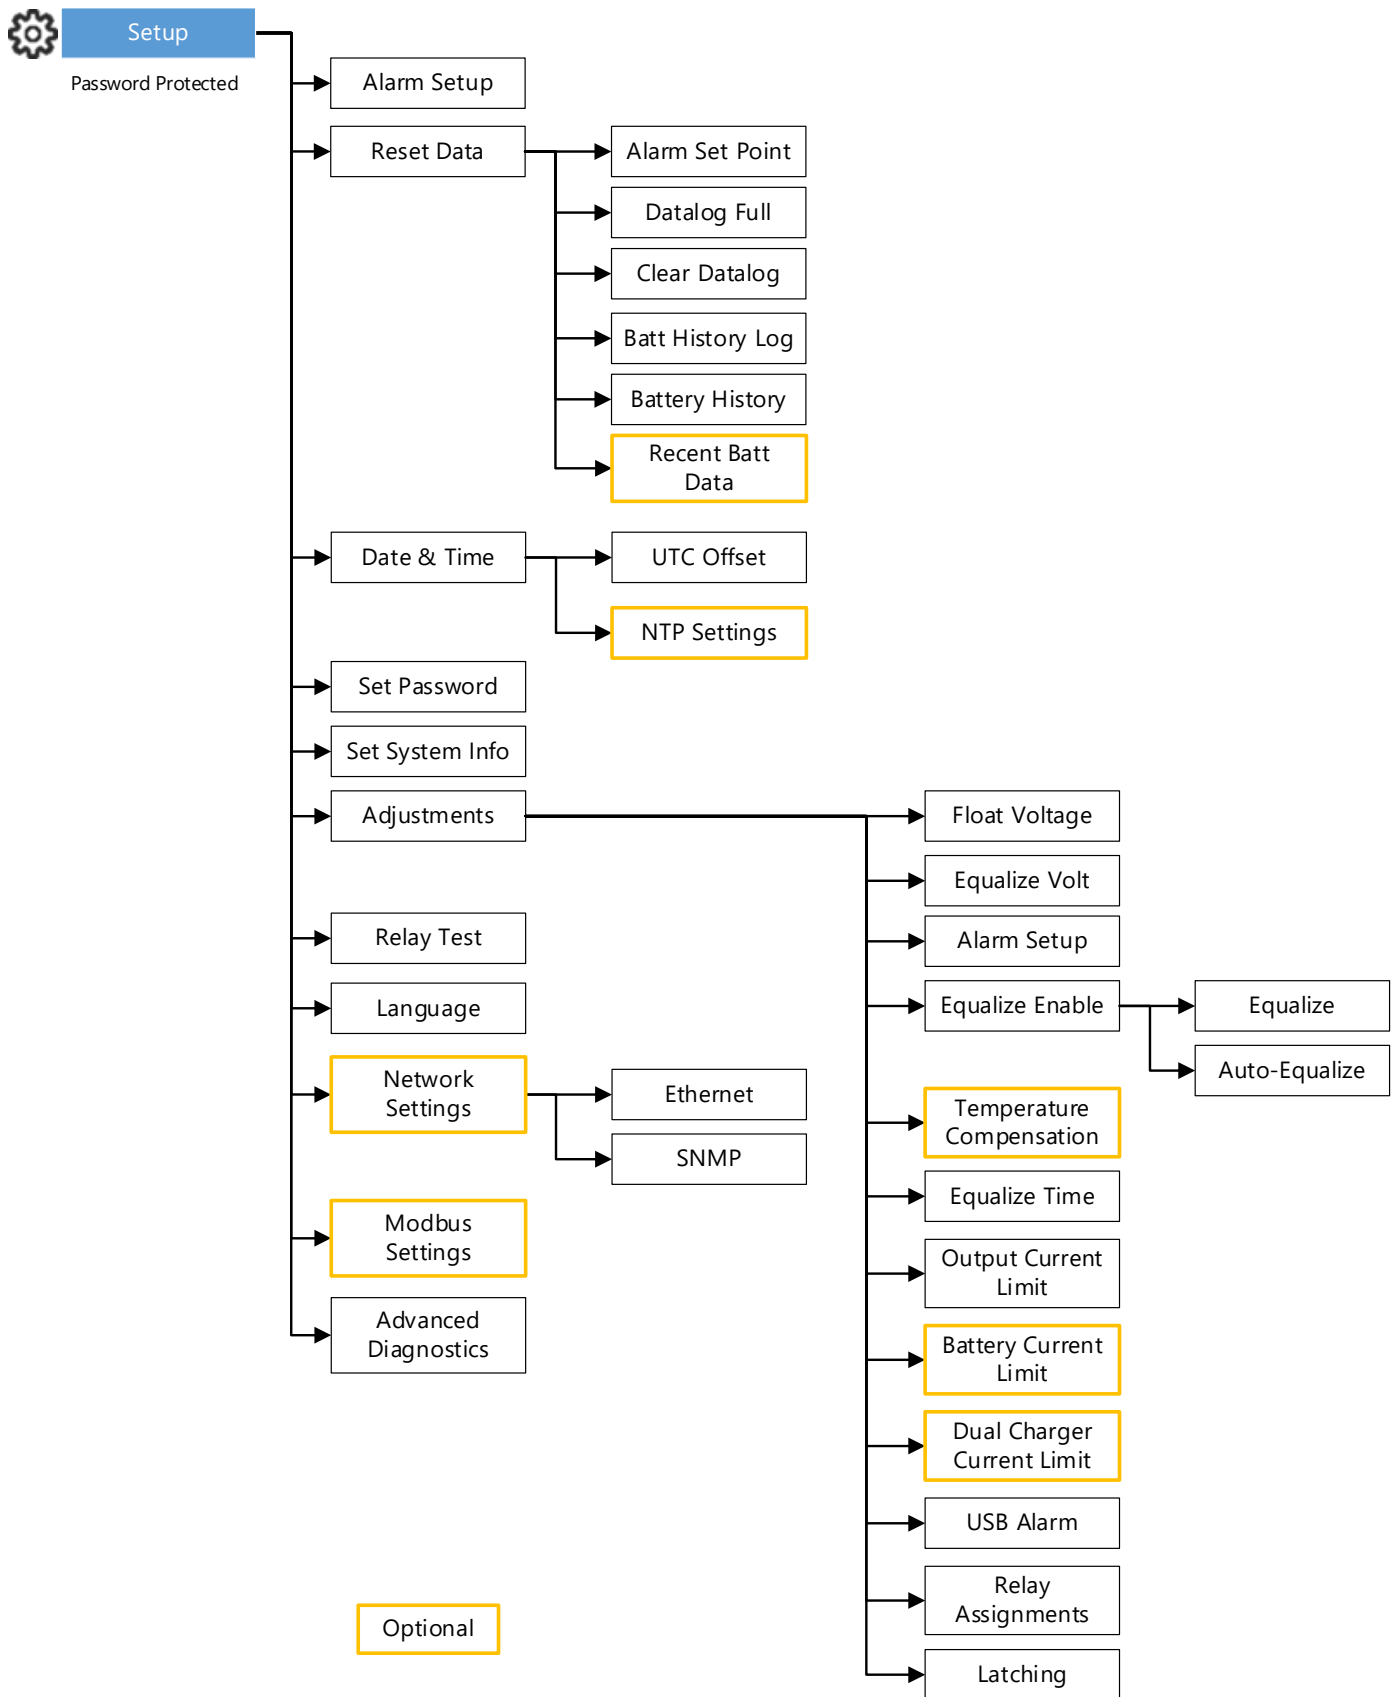 Setup
Password Protected
Alarm Setup
Reset Data
Alarm Set Point
Datalog Full
Clear Datalog
Batt History Log
Battery History
Recent Batt
Data
Date & Time
UTC Offset
NTP Settings
Set Password
Set System Info
Adjustments
Float Voltage
Equalize Volt
Alarm Setup
Equalize Enable
Equalize
Auto-Equalize
Temperature
Compensation
Equalize Time
Output Current
Limit
Battery Current
Limit
Dual Charger
Current Limit
USB Alarm
Relay
Assignments
Latching
Relay Test
Language
Network
Settings
Ethernet
SNMP
Modbus
Settings
Advanced
Diagnostics
Optional